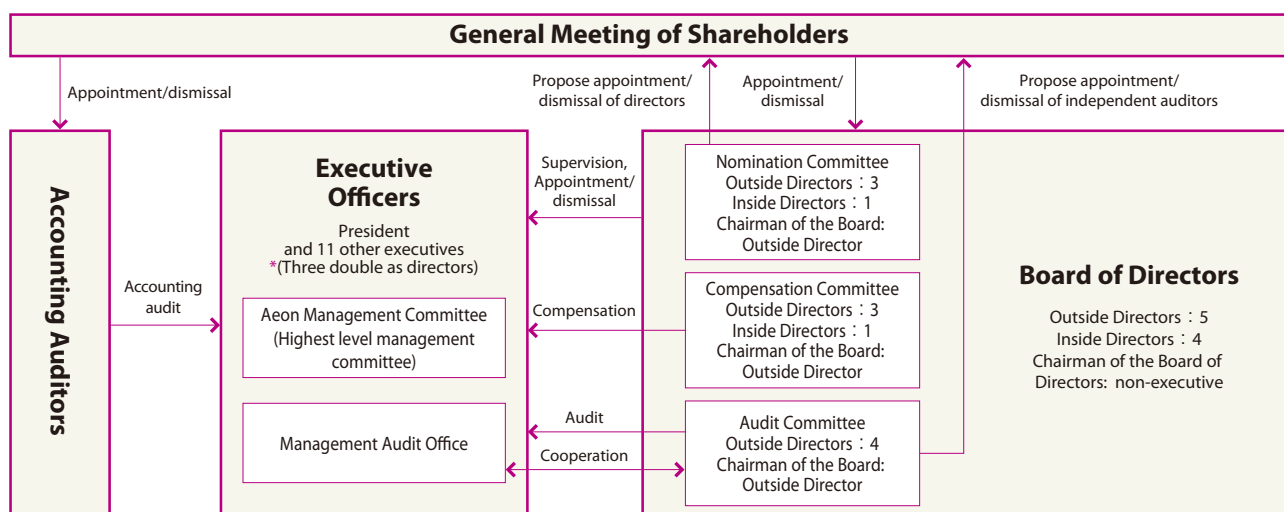 General Meeting of Shareholders
Appointment/dismissal
Propose appointment/
dismissal of directors
Appointment/
dismissal
Propose appointment/
dismissal of independent auditors
Accounting Auditors
Accounting
audit
Executive
Officers
President
and 11 other executives
*(Three double as directors)
Aeon Management Committee
(Highest level management
committee)
Management Audit Office
Supervision,
Appointment/
dismissal
Compensation
Audit
Cooperation
Nomination Committee
Outside Directors：3
Inside Directors：1
Chairman of the Board:
Outside Director
Compensation Committee
Outside Directors：3
Inside Directors：1
Chairman of the Board:
Outside Director
Audit Committee
Outside Directors：4
Chairman of the Board:
Outside Director
Board of Directors
Outside Directors：5
Inside Directors：4
Chairman of the Board of
Directors: non-executive